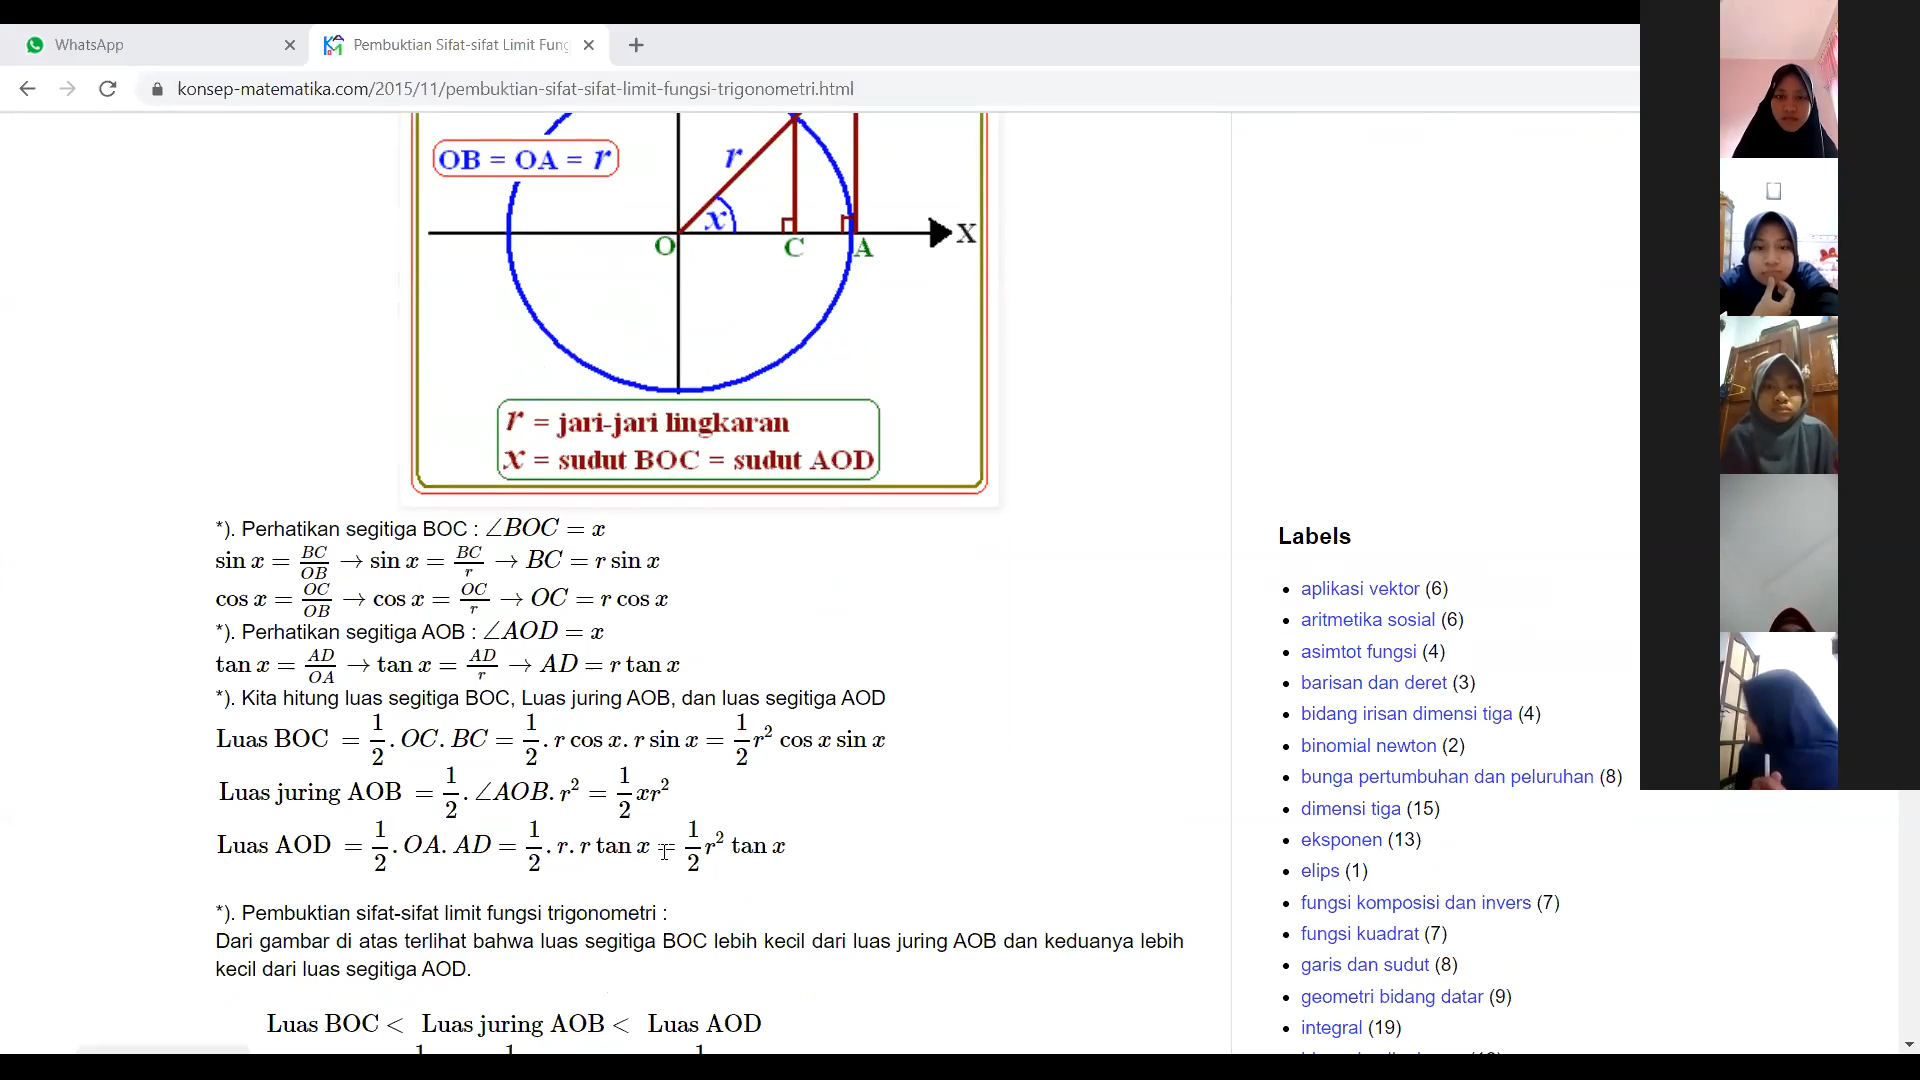 WhatsApp
Pembuktian Sifat-sifat Limit Fung
konsep-matematika.com/2015/11/pembuktian-sifat-sifat-limit-fungsi-trigonometri.html
OB = OA = r
r
x
O
C
A
X
r = jari-jari lingkaran
x = sudut BOC = sudut AOD
*). Perhatikan segitiga BOC : ∠BOC = x
sin x = BC/OB → sin x = BC/r → BC = r sin x
cos x = OC/OB → cos x = OC/r → OC = r cos x
*). Perhatikan segitiga AOB : ∠AOD = x
tan x = AD/OA → tan x = AD/r → AD = r tan x
*). Kita hitung luas segitiga BOC, Luas juring AOB, dan luas segitiga AOD
Luas BOC = 1/2 . OC. BC = 1/2 . r cos x. r sin x = 1/2 r² cos x sin x
Luas juring AOB = 1/2 . ∠AOB. r² = 1/2 xr²
Luas AOD = 1/2 . OA. AD = 1/2 . r. r tan x = 1/2 r² tan x
*). Pembuktian sifat-sifat limit fungsi trigonometri :
Dari gambar di atas terlihat bahwa luas segitiga BOC lebih kecil dari luas juring AOB dan keduanya lebih
kecil dari luas segitiga AOD.
Luas BOC < Luas juring AOB < Luas AOD
Labels
aplikasi vektor (6)
aritmetika sosial (6)
asimtot fungsi (4)
barisan dan deret (3)
bidang irisan dimensi tiga (4)
binomial newton (2)
bunga pertumbuhan dan peluruhan (8)
dimensi tiga (15)
eksponen (13)
elips (1)
fungsi komposisi dan invers (7)
fungsi kuadrat (7)
garis dan sudut (8)
geometri bidang datar (9)
integral (19)